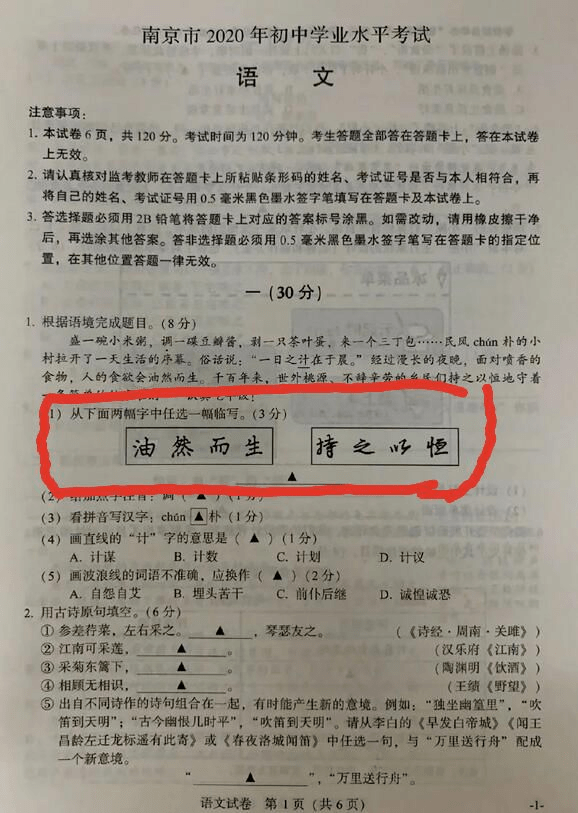 南京市 2020 年初中学业水平考试
语 文
注意事项:
1. 本试卷 6 页，共 120 分。考试时间为 120 分钟。考生答题全部答在答题卡上，答在本试卷
上无效。
2. 请认真核对监考教师在答题卡上所粘贴条形码的姓名、考试证号是否与本人相符合，再
将自己的姓名、考试证号用 0.5 毫米黑色墨水签字笔填写在答题卡及本试卷上。
3. 答选择题必须用 2B 铅笔将答题卡上对应的答案标号涂黑。如需改动，请用橡皮擦干净
后，再选涂其他答案。答非选择题必须用 0.5 毫米黑色墨水签字笔写在答题卡的指定位
置，在其他位置答题一律无效。
一 (30 分)
1. 根据语境完成题目。(8 分)
盛一碗小米粥，调一碟豆瓣酱，剥一只茶叶蛋，来一个三丁包……民风 chún 朴的小
村拉开了一天生活的序幕。俗话说：“一日之计在于晨。”经过漫长的夜晚，面对喷香的
食物，人的食欲会油然而生。千百年来，世外桃源、不辞辛劳的乡民们持之以恒地守着
1) 从下面两幅字中任选一幅临写。(3 分)
油然而生 持之以恒
▲
(2) 给加点字注音：调 ( ▲ ) (1 分)
(3) 看拼音写汉字：chún ▲ 朴 (1 分)
(4) 画直线的“计”字的意思是 ( ▲ ) (1 分)
A. 计谋 B. 计数 C. 计划 D. 计议
(5) 画波浪线的词语不准确，应换作 ( ▲ ) (2 分)
A. 自怨自艾 B. 埋头苦干 C. 前仆后继 D. 诚惶诚恐
2. 用古诗原句填空。(6 分)
① 参差荇菜，左右采之。 ▲ ，琴瑟友之。 (《诗经·周南·关雎》)
② 江南可采莲， ▲ 。 (汉乐府《江南》)
③ 采菊东篱下， ▲ 。 (陶渊明《饮酒》)
④ 相顾无相识， ▲ 。 (王绩《野望》)
⑤ 出自不同诗作的诗句组合在一起，有时能产生新的意境。例如：“独坐幽篁里”，“吹
笛到天明”；“古今幽恨几时平”，“吹笛到天明”。请从李白的《早发白帝城》《闻王
昌龄左迁龙标遥有此寄》或《春夜洛城闻笛》中任选一句，与“万里送行舟”配成
一个新意境。
“ ▲ ”，“万里送行舟”。
语文试卷 第 1 页 (共 6 页)
-1-